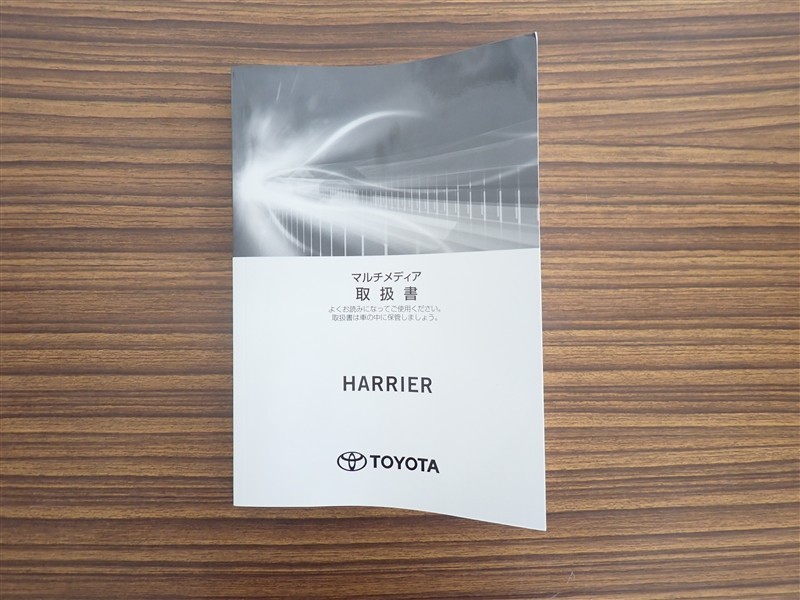 マルチメディア
取扱書
よくお読みになってご使用ください。
取扱書は車の中に保管しましょう。
HARRIER
TOYOTA